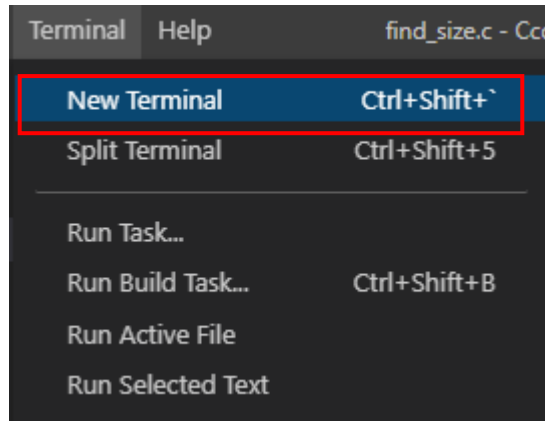 Terminal Help find_size.c - Cco
New Terminal Ctrl+Shift+`
Split Terminal Ctrl+Shift+5
Run Task...
Run Build Task... Ctrl+Shift+B
Run Active File
Run Selected Text